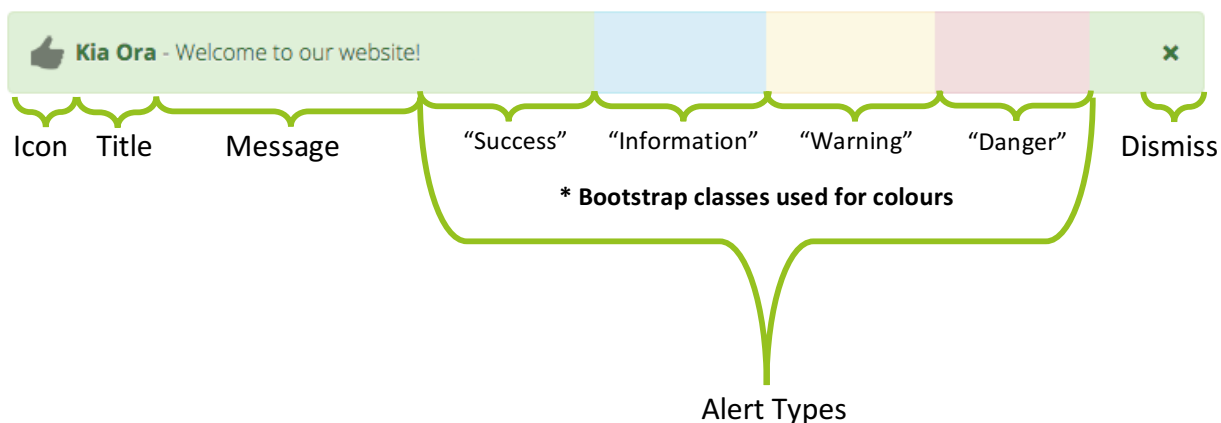 Kia Ora - Welcome to our website! ×
Icon Title Message “Success” “Information” “Warning” “Danger” Dismiss
* Bootstrap classes used for colours
Alert Types